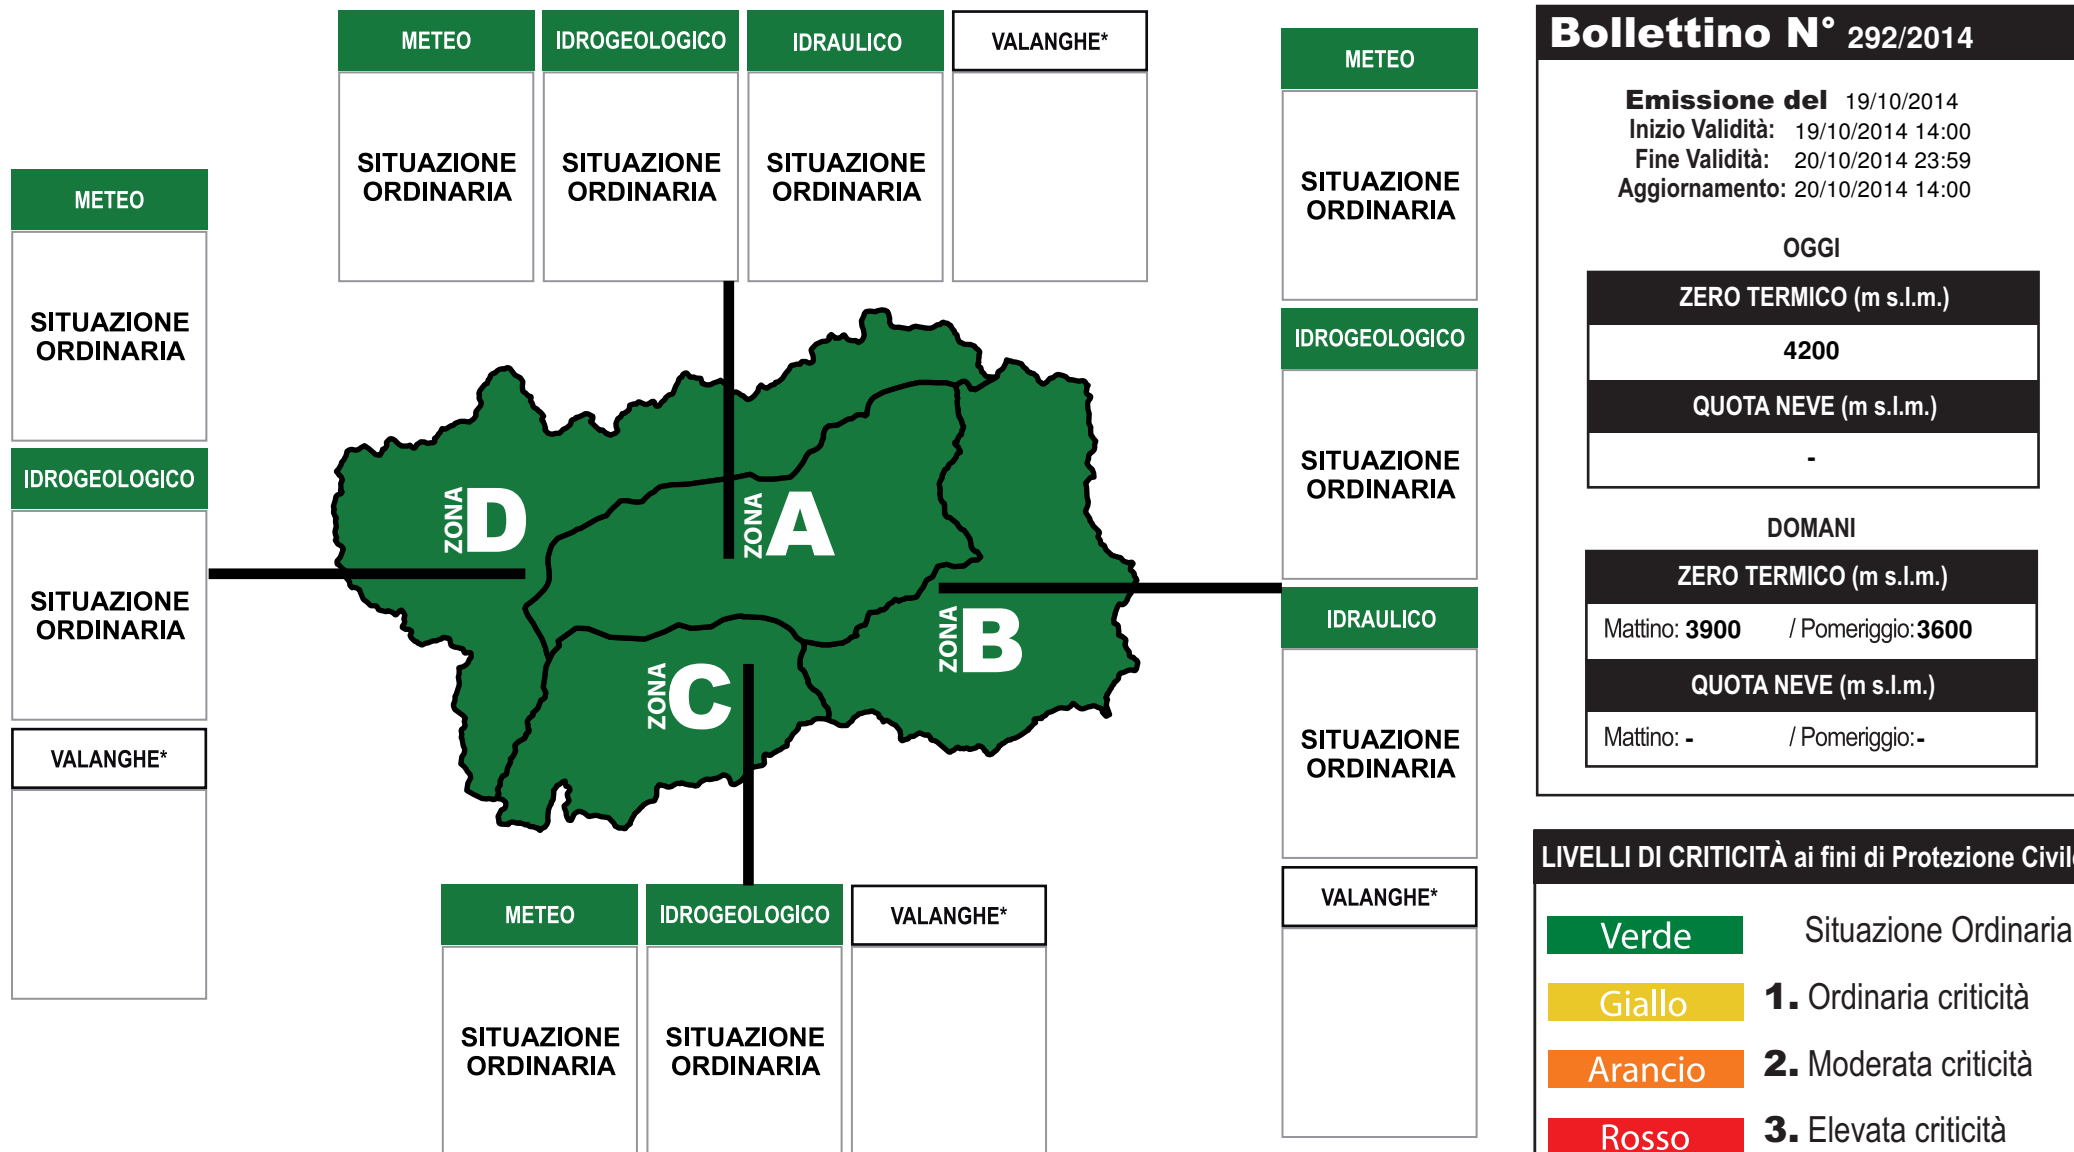 METEO
IDROGEOLOGICO
IDRAULICO
VALANGHE*
SITUAZIONE
ORDINARIA
SITUAZIONE
ORDINARIA
SITUAZIONE
ORDINARIA
METEO
SITUAZIONE
ORDINARIA
IDROGEOLOGICO
SITUAZIONE
ORDINARIA
VALANGHE*
ZONA D
ZONA A
ZONA B
ZONA C
METEO
SITUAZIONE
ORDINARIA
IDROGEOLOGICO
SITUAZIONE
ORDINARIA
IDRAULICO
SITUAZIONE
ORDINARIA
VALANGHE*
METEO
IDROGEOLOGICO
VALANGHE*
SITUAZIONE
ORDINARIA
SITUAZIONE
ORDINARIA
Bollettino N° 292/2014
Emissione del 19/10/2014
Inizio Validità: 19/10/2014 14:00
Fine Validità: 20/10/2014 23:59
Aggiornamento: 20/10/2014 14:00
OGGI
ZERO TERMICO (m s.l.m.)
4200
QUOTA NEVE (m s.l.m.)
-
DOMANI
ZERO TERMICO (m s.l.m.)
Mattino: 3900 / Pomeriggio: 3600
QUOTA NEVE (m s.l.m.)
Mattino: - / Pomeriggio: -
LIVELLI DI CRITICITÀ ai fini di Protezione Civile
Verde Situazione Ordinaria
Giallo 1. Ordinaria criticità
Arancio 2. Moderata criticità
Rosso 3. Elevata criticità